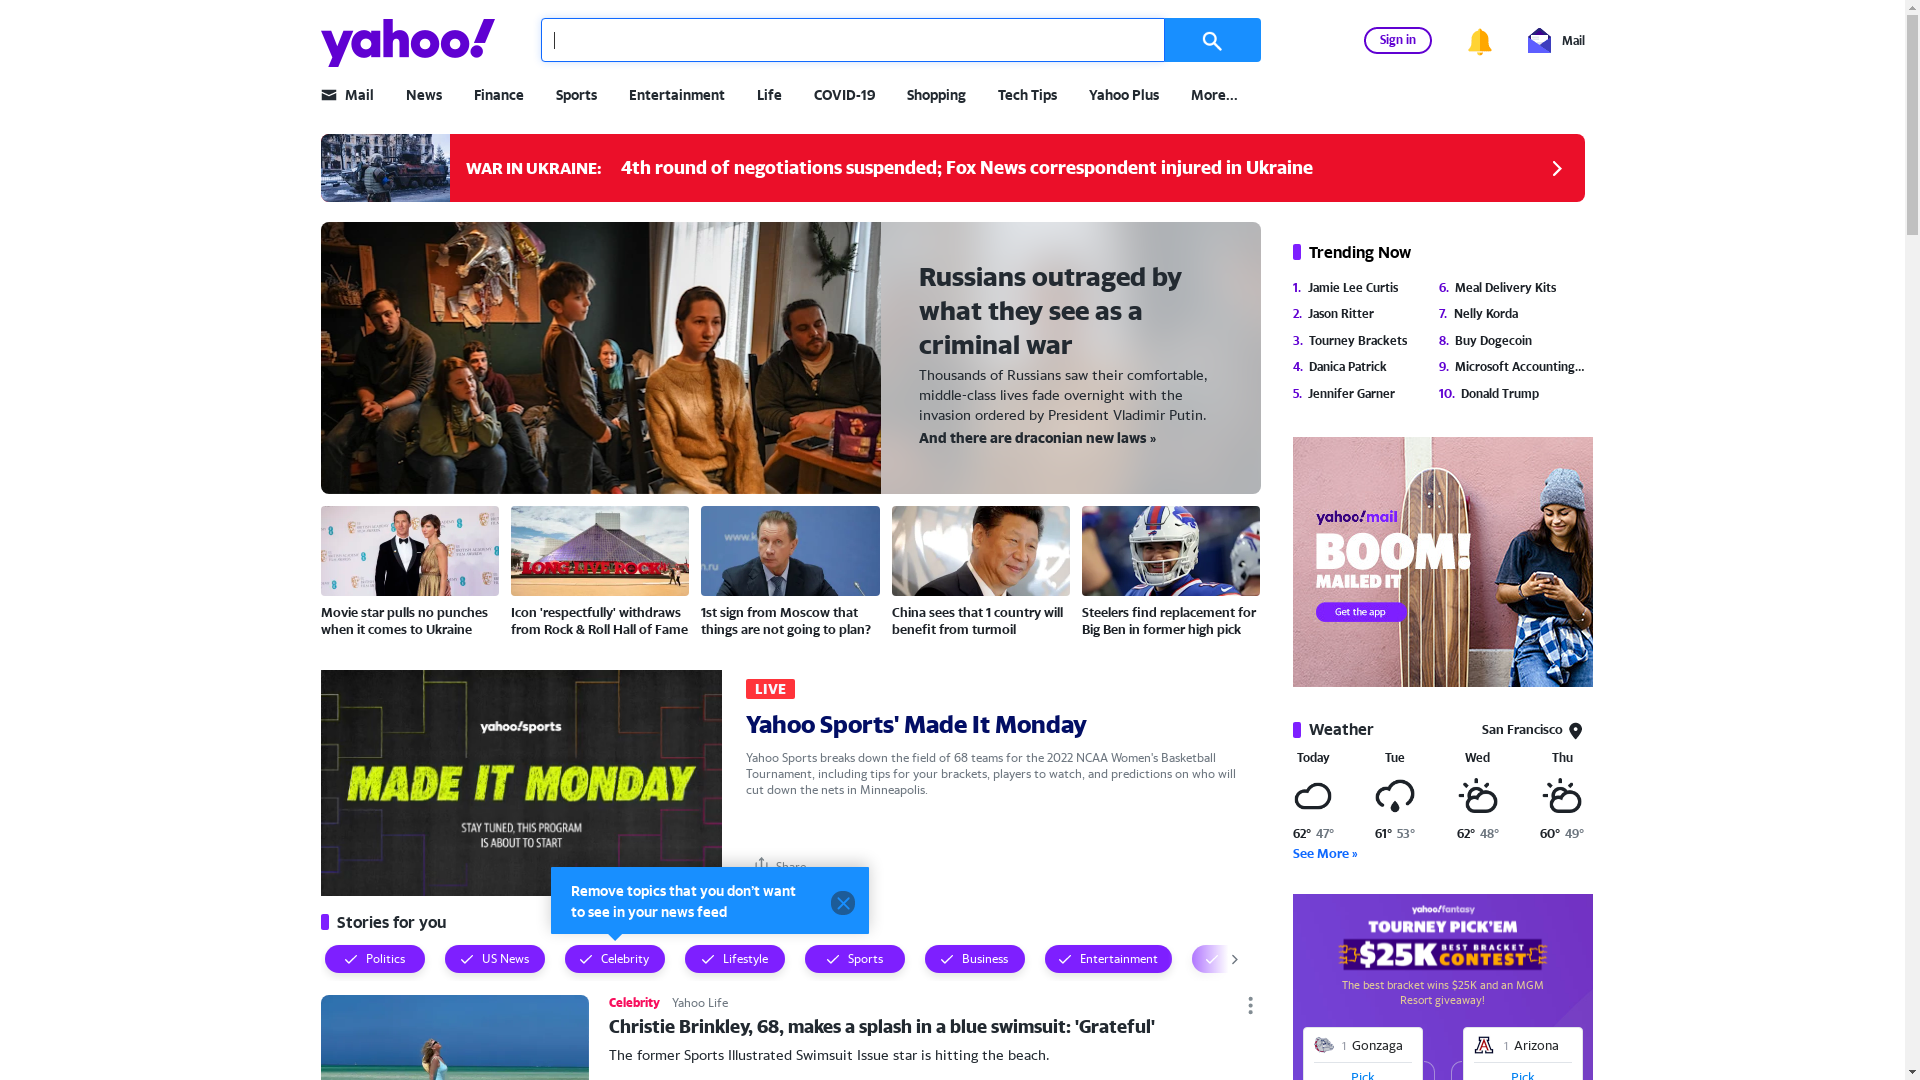 yahoo!
Sign in
Mail
Mail
News
Finance
Sports
Entertainment
Life
COVID-19
Shopping
Tech Tips
Yahoo Plus
More...
WAR IN UKRAINE: 4th round of negotiations suspended; Fox News correspondent injured in Ukraine
Russians outraged by
what they see as a
criminal war
Thousands of Russians saw their comfortable,
middle-class lives fade overnight with the
invasion ordered by President Vladimir Putin.
And there are draconian new laws »
LONG LIVE ROCK
Movie star pulls no punches
when it comes to Ukraine
Icon 'respectfully' withdraws
from Rock & Roll Hall of Fame
1st sign from Moscow that
things are not going to plan?
China sees that 1 country will
benefit from turmoil
Steelers find replacement for
Big Ben in former high pick
yahoo!sports
MADE IT MONDAY
STAY TUNED, THIS PROGRAM
IS ABOUT TO START
LIVE
Yahoo Sports' Made It Monday
Yahoo Sports breaks down the field of 68 teams for the 2022 NCAA Women's Basketball
Tournament, including tips for your brackets, players to watch, and predictions on who will
cut down the nets in Minneapolis.
Share
Remove topics that you don't want
to see in your news feed
Stories for you
Politics
US News
Celebrity
Lifestyle
Sports
Business
Entertainment
Celebrity Yahoo Life
Christie Brinkley, 68, makes a splash in a blue swimsuit: 'Grateful'
The former Sports Illustrated Swimsuit Issue star is hitting the beach.
Trending Now
1. Jamie Lee Curtis
2. Jason Ritter
3. Tourney Brackets
4. Danica Patrick
5. Jennifer Garner
6. Meal Delivery Kits
7. Nelly Korda
8. Buy Dogecoin
9. Microsoft Accounting...
10. Donald Trump
yahoo!mail
BOOM!
MAILED IT
Get the app
Weather
San Francisco
Today
Tue
Wed
Thu
62° 47°
61° 53°
62° 48°
60° 49°
See More »
yahoo!fantasy
TOURNEY PICK'EM
$25K BEST BRACKET
CONTEST
The best bracket wins $25K and an MGM
Resort giveaway!
1 Gonzaga
Pick
1 Arizona
Pick